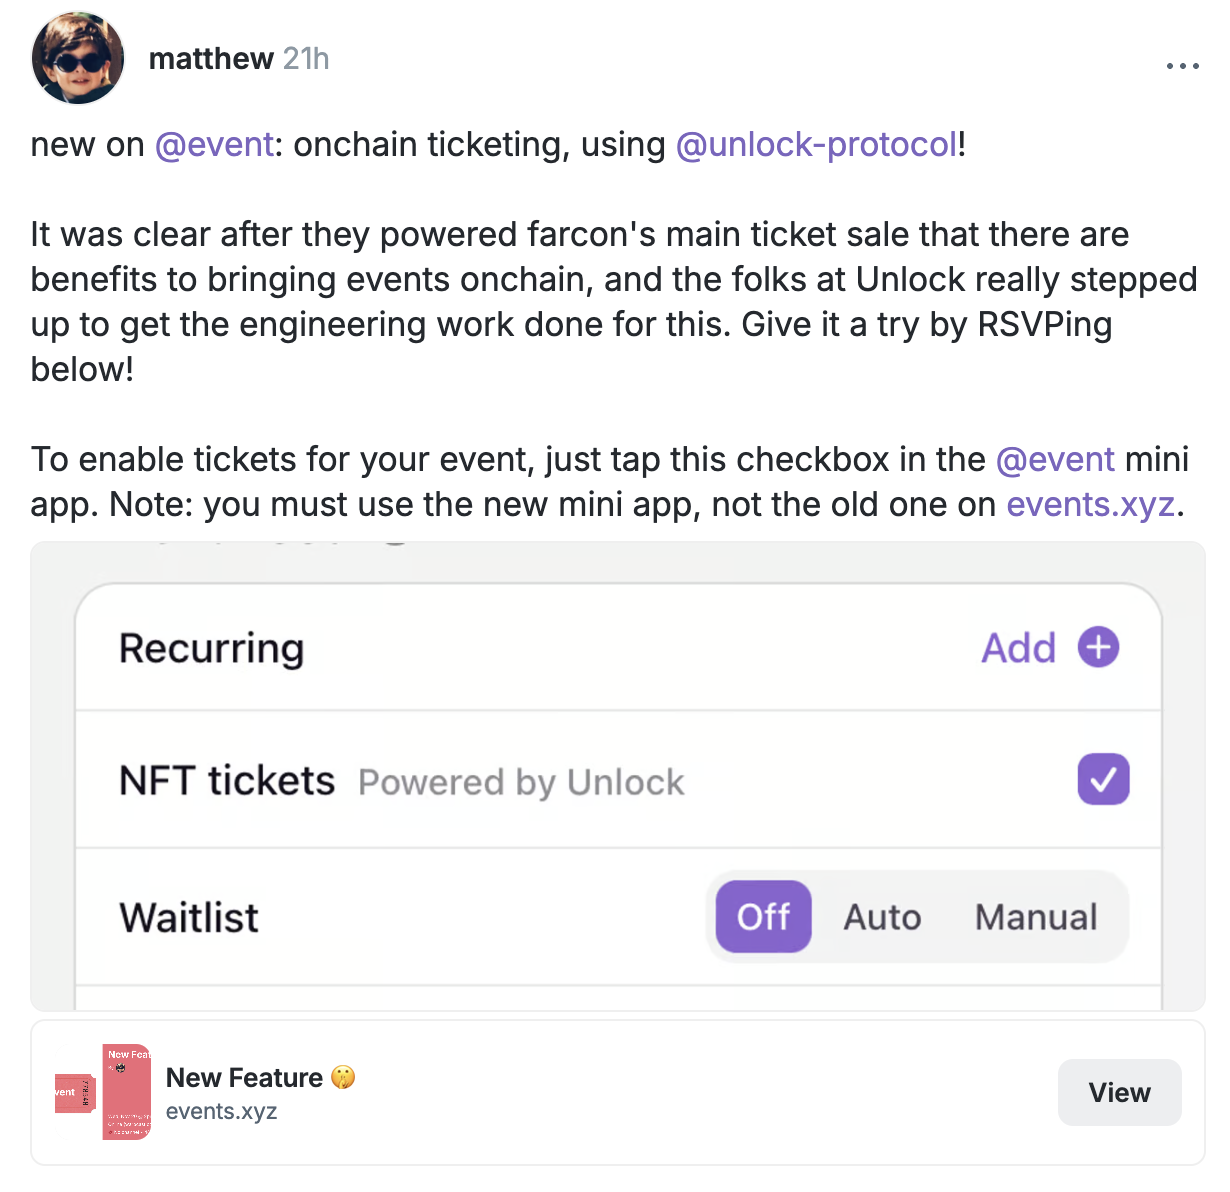 matthew 21h
new on @event: onchain ticketing, using @unlock-protocol!
It was clear after they powered farcon's main ticket sale that there are
benefits to bringing events onchain, and the folks at Unlock really stepped
up to get the engineering work done for this. Give it a try by RSVPing
below!
To enable tickets for your event, just tap this checkbox in the @event mini
app. Note: you must use the new mini app, not the old one on events.xyz.
Recurring Add
NFT tickets Powered by Unlock
Waitlist Off Auto Manual
New Feat
vent
New Feature 🤫
events.xyz
View